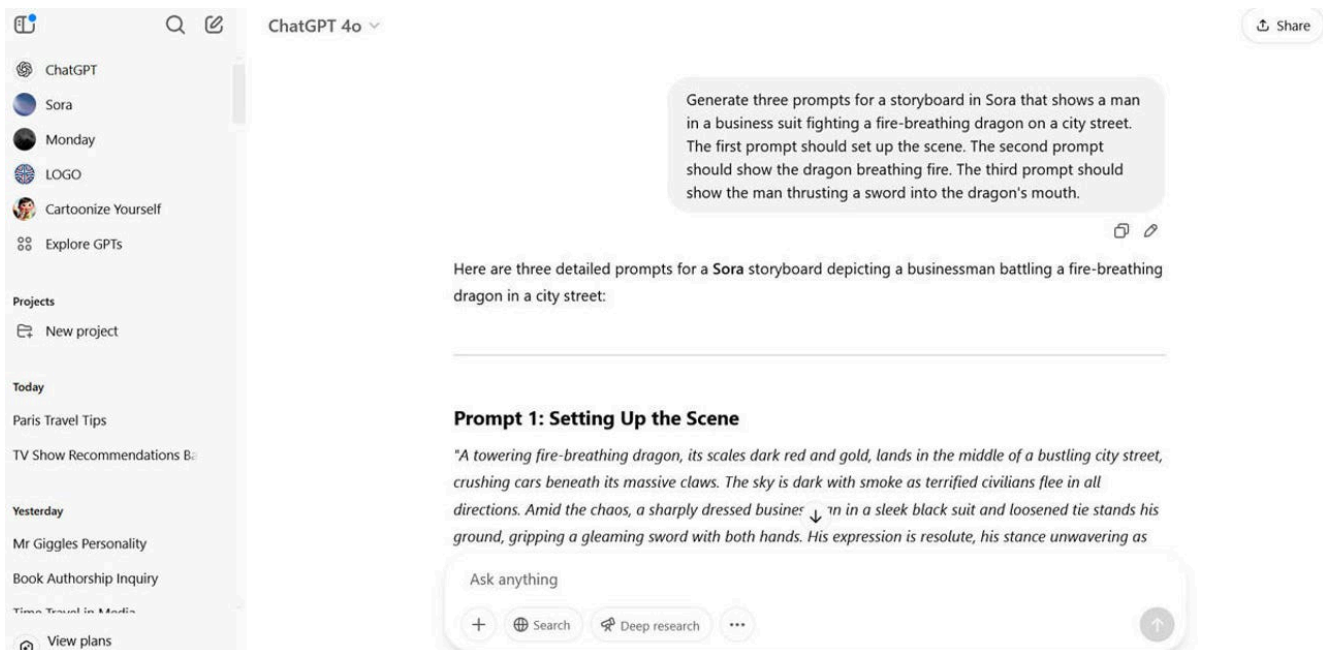 ChatGPT 4o
Share
ChatGPT
Sora
Monday
LOGO
Cartoonize Yourself
Explore GPTs
Projects
New project
Today
Paris Travel Tips
TV Show Recommendations
Yesterday
Mr Giggles Personality
Book Authorship Inquiry
Time Travel in Media
View plans
Generate three prompts for a storyboard in Sora that shows a man
in a business suit fighting a fire-breathing dragon on a city street.
The first prompt should set up the scene. The second prompt
should show the dragon breathing fire. The third prompt should
show the man thrusting a sword into the dragon's mouth.
Here are three detailed prompts for a Sora storyboard depicting a businessman battling a fire-breathing
dragon in a city street:
Prompt 1: Setting Up the Scene
"A towering fire-breathing dragon, its scales dark red and gold, lands in the middle of a bustling city street,
crushing cars beneath its massive claws. The sky is dark with smoke as terrified civilians flee in all
directions. Amid the chaos, a sharply dressed in a sleek black suit and loosened tie stands his
ground, gripping a gleaming sword with both hands. His expression is resolute, his stance unwavering as
Ask anything
Search
Deep research